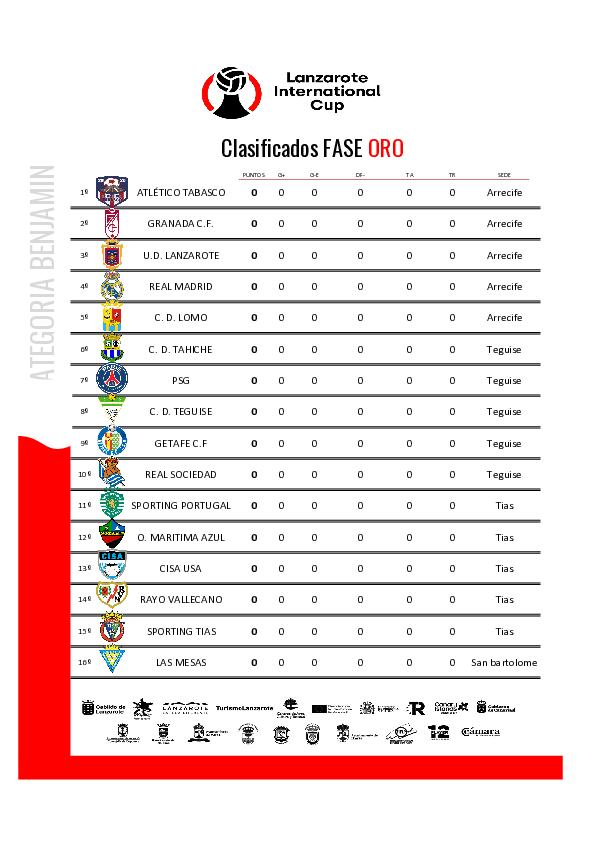 Lanzarote
International
Cup
Clasificados FASE ORO
ATEGORIA BENJAMIN
PUNTOS G+ G-E DF- TA TR SEDE
1º ATLÉTICO TABASCO 0 0 0 0 0 0 Arrecife
2º GRANADA C.F. 0 0 0 0 0 0 Arrecife
3º U.D. LANZAROTE 0 0 0 0 0 0 Arrecife
4º REAL MADRID 0 0 0 0 0 0 Arrecife
5º C. D. LOMO 0 0 0 0 0 0 Arrecife
6º C. D. TAHICHE 0 0 0 0 0 0 Teguise
7º PSG 0 0 0 0 0 0 Teguise
8º C. D. TEGUISE 0 0 0 0 0 0 Teguise
9º GETAFE C.F 0 0 0 0 0 0 Teguise
10º REAL SOCIEDAD 0 0 0 0 0 0 Teguise
11º SPORTING PORTUGAL 0 0 0 0 0 0 Tias
12º O. MARITIMA AZUL 0 0 0 0 0 0 Tias
13º CISA CISA USA 0 0 0 0 0 0 Tias
14º RAYO VALLECANO 0 0 0 0 0 0 Tias
15º SPORTING TIAS 0 0 0 0 0 0 Tias
16º LAS MESAS 0 0 0 0 0 0 San bartolome
Cabildo de
Lanzarote
LANZAROTE
TurismoLanzarote
Canary
Islands
Gobierno
de Canarias
Cámara